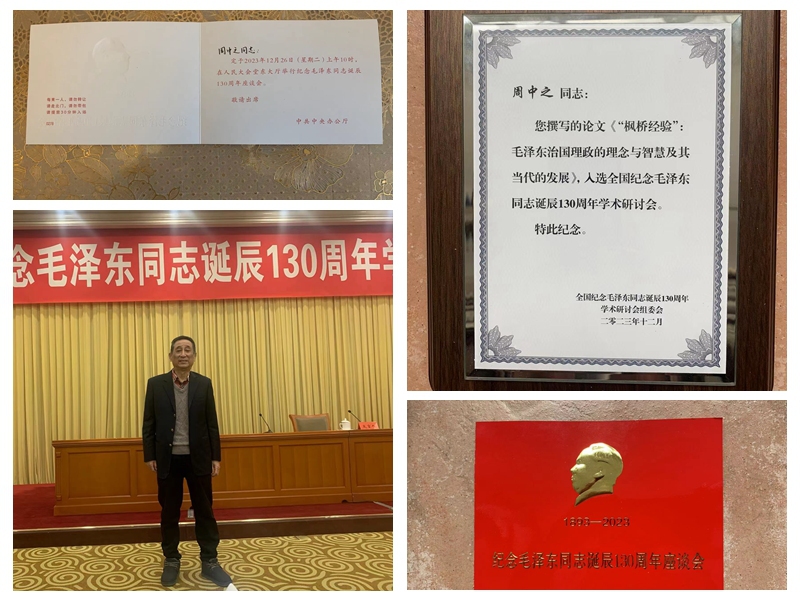 周中之同志：
定于2023年12月26日（星期二）上午10时，
在人民大会堂东大厅举行纪念毛泽东同志诞辰
130周年座谈会。
敬请出席
中共中央办公厅
周中之 同志：
您撰写的论文《“枫桥经验”：
毛泽东治国理政的理念与智慧及其
当代的发展》，入选全国纪念毛泽东
同志诞辰130周年学术研讨会。
特此纪念。
全国纪念毛泽东同志诞辰130周年
学术研讨会组委会
二〇二三年十二月
念毛泽东同志诞辰130周年学
1893—2023
纪念毛泽东同志诞辰130周年座谈会